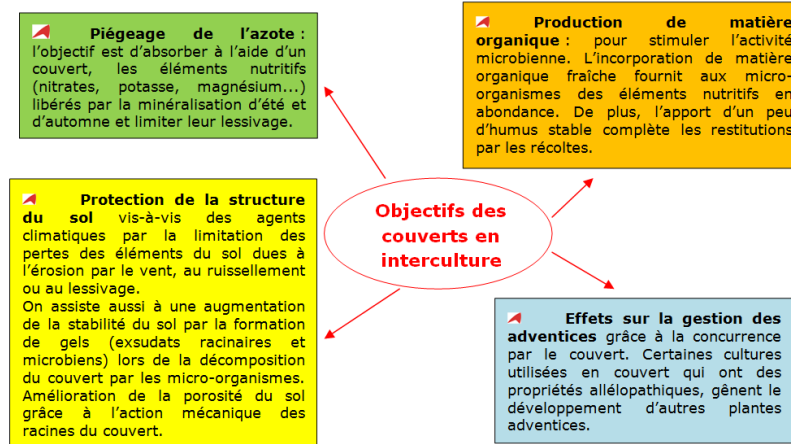 Piégeage de l'azote :
l'objectif est d'absorber à l'aide d'un
couvert, les éléments nutritifs
(nitrates, potasse, magnésium...)
libérés par la minéralisation d'été et
d'automne et limiter leur lessivage.
Production de matière
organique : pour stimuler l'activité
microbienne. L'incorporation de matière
organique fraîche fournit aux micro-
organismes des éléments nutritifs en
abondance. De plus, l'apport d'un peu
d'humus stable complète les restitutions
par les récoltes.
Protection de la structure
du sol vis-à-vis des agents
climatiques par la limitation des
pertes des éléments du sol dues à
l'érosion par le vent, au ruissellement
ou au lessivage.
On assiste aussi à une augmentation
de la stabilité du sol par la formation
de gels (exsudats racinaires et
microbiens) lors de la décomposition
du couvert par les micro-organismes.
Amélioration de la porosité du sol
grâce à l'action mécanique des
racines du couvert.
Objectifs des
couverts en
interculture
Effets sur la gestion des
adventices grâce à la concurrence
par le couvert. Certaines cultures
utilisées en couvert qui ont des
propriétés allélopathiques, gênent le
développement d'autres plantes
adventices.